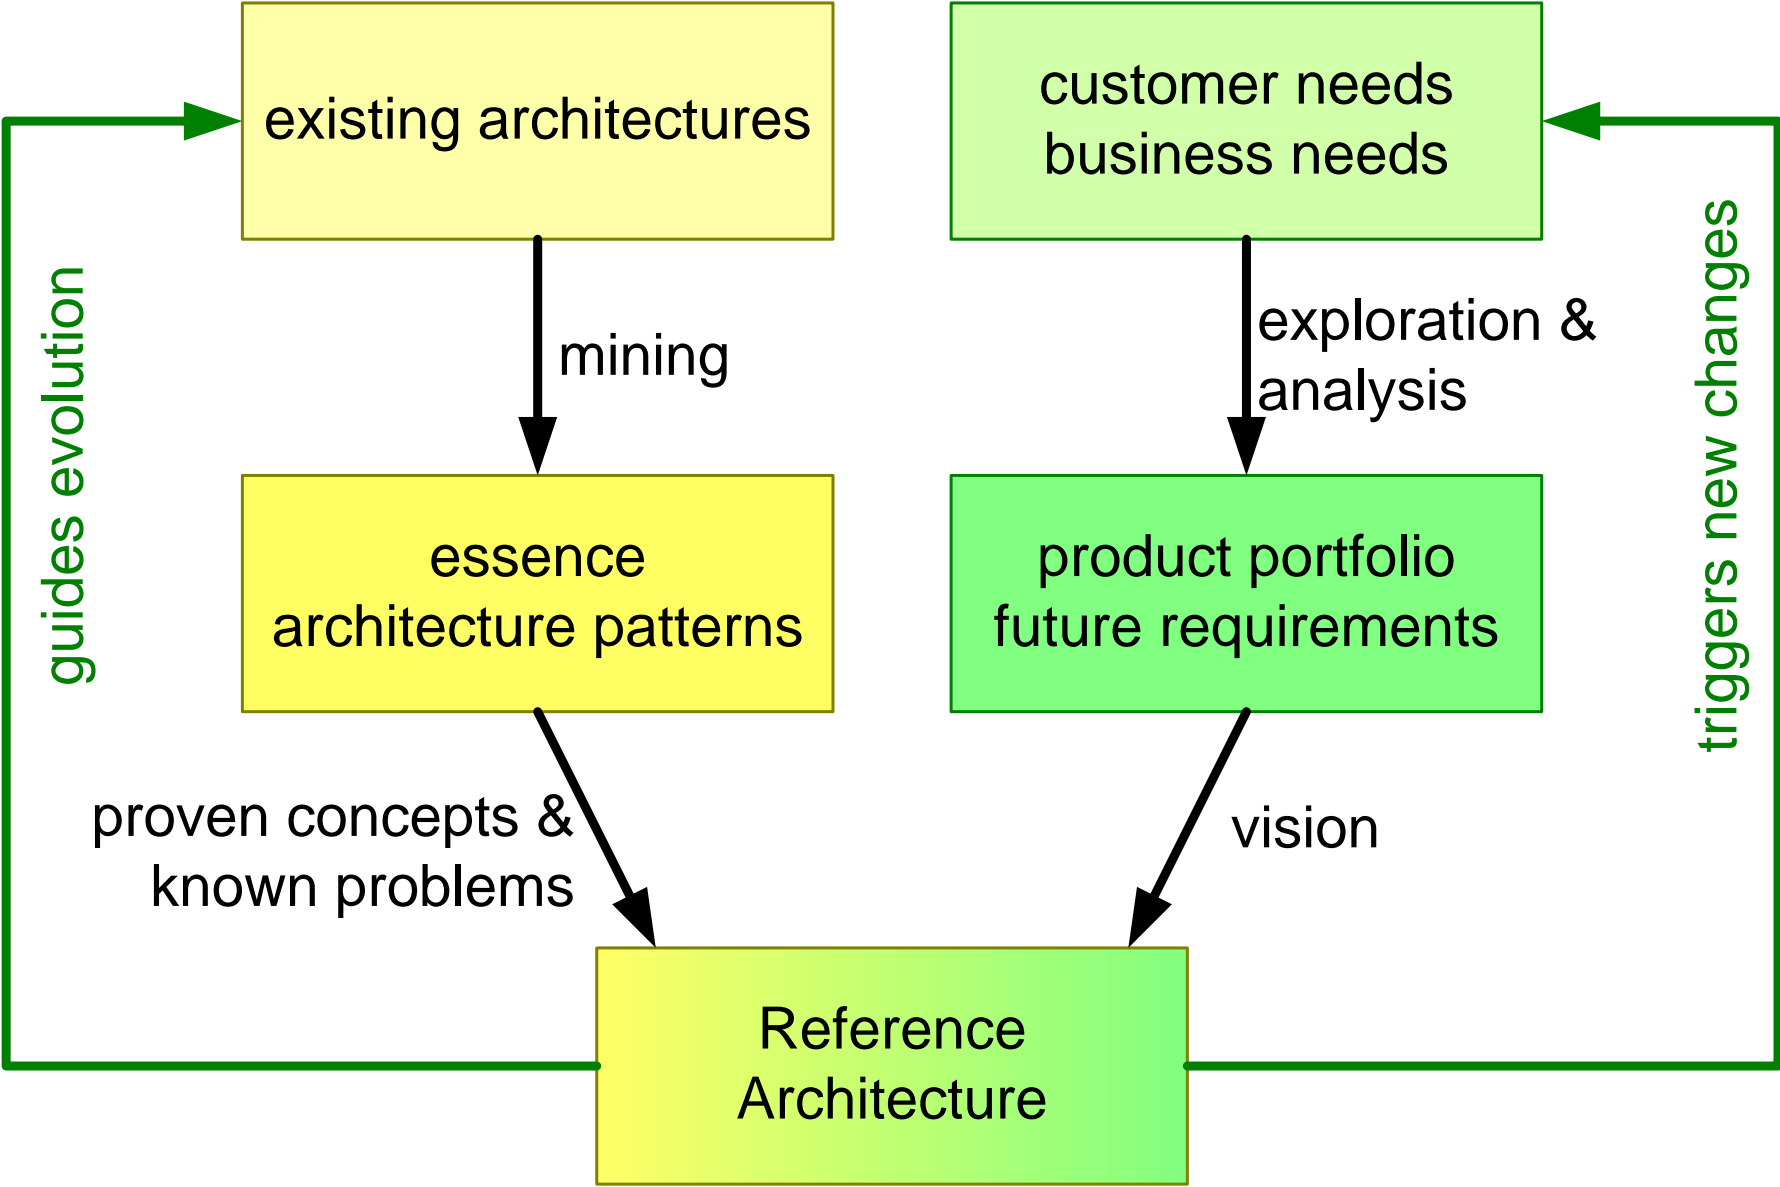 existing architectures
customer needs
business needs
guides evolution
mining
exploration &
analysis
triggers new changes
essence
architecture patterns
product portfolio
future requirements
proven concepts &
known problems
vision
Reference
Architecture